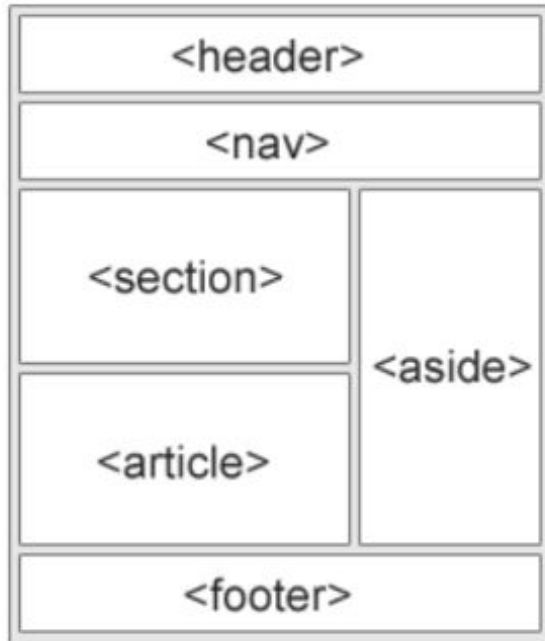 <header>
<nav>
<section>
<aside>
<article>
<footer>